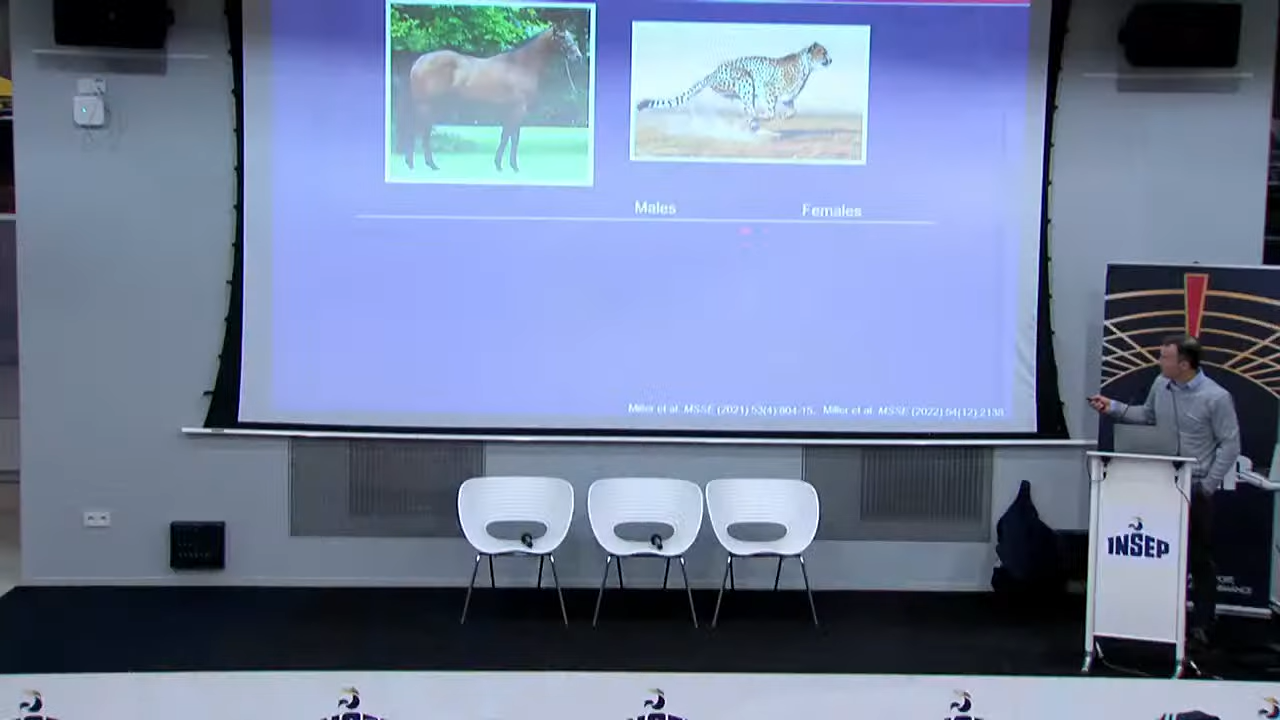 Males Females
Miller et al. MSSE (2021) 53(4):804-15. Miller et al. MSSE (2022) 54(12):2138.
INSEP